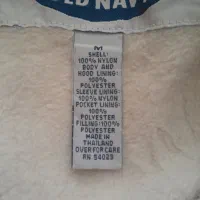 OLD NAVY
M
SHELL:
100% NYLON
BODY AND
HOOD LINING:
100%
POLYESTER
SLEEVE LINING:
100% NYLON
POCKET LINING:
100%
POLYESTER
FILLING:100%
POLYESTER
MADE IN
THAILAND
OVER FOR CARE
RN 54023